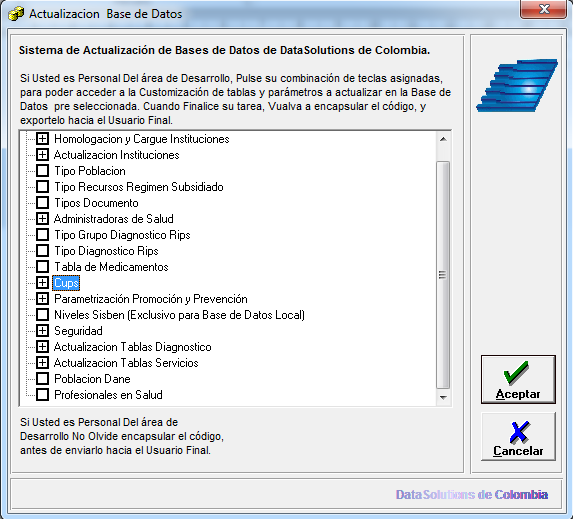 Actualizacion  Base de Datos
Sistema de Actualización de Bases de Datos de DataSolutions de Colombia.
Si Usted es Personal Del área de Desarrollo, Pulse su combinación de teclas asignadas,
para poder acceder a la Customización de tablas y parámetros a actualizar en la Base de
Datos  pre seleccionada. Cuando Finalice su tarea, Vualva a encapsular el código, y
exportelo hacia el Usuario Final.
Homologacion y Cargue Instituciones
Actualizacion Instituciones
Tipo Poblacion
Tipo Recursos Regimen Subsidiado
Tipos Documento
Administradoras de Salud
Tipo Grupo Diagnostico Rips
Tipo Diagnostico Rips
Tabla de Medicamentos
Cups
Parametrización Promoción y Prevención
Niveles Sisben (Exclusivo para Base de Datos Local)
Seguridad
Actualizacion Tablas Diagnostico
Actualizacion Tablas Servicios
Poblacion Dane
Profesionales en Salud
Aceptar
Si Usted es Personal Del área de
Desarrollo No Olvide encapsular el código,
antes de enviarlo hacia el Usuario Final.
Cancelar
DataSolutions de Colombia